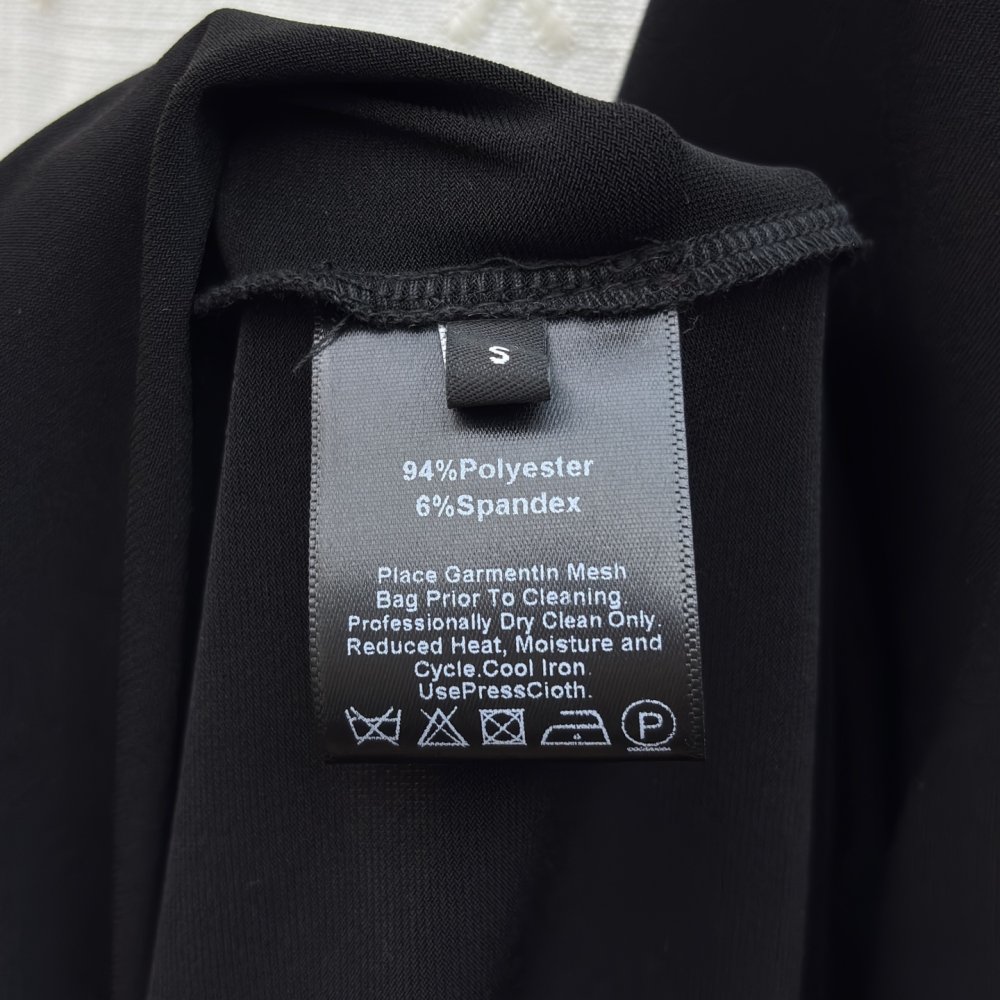 S
94%Polyester
6%Spandex
Place GarmentIn Mesh
Bag Prior To Cleaning
Professionally Dry Clean Only.
Reduced Heat, Moisture and
Cycle.Cool Iron.
UsePressCloth.
P